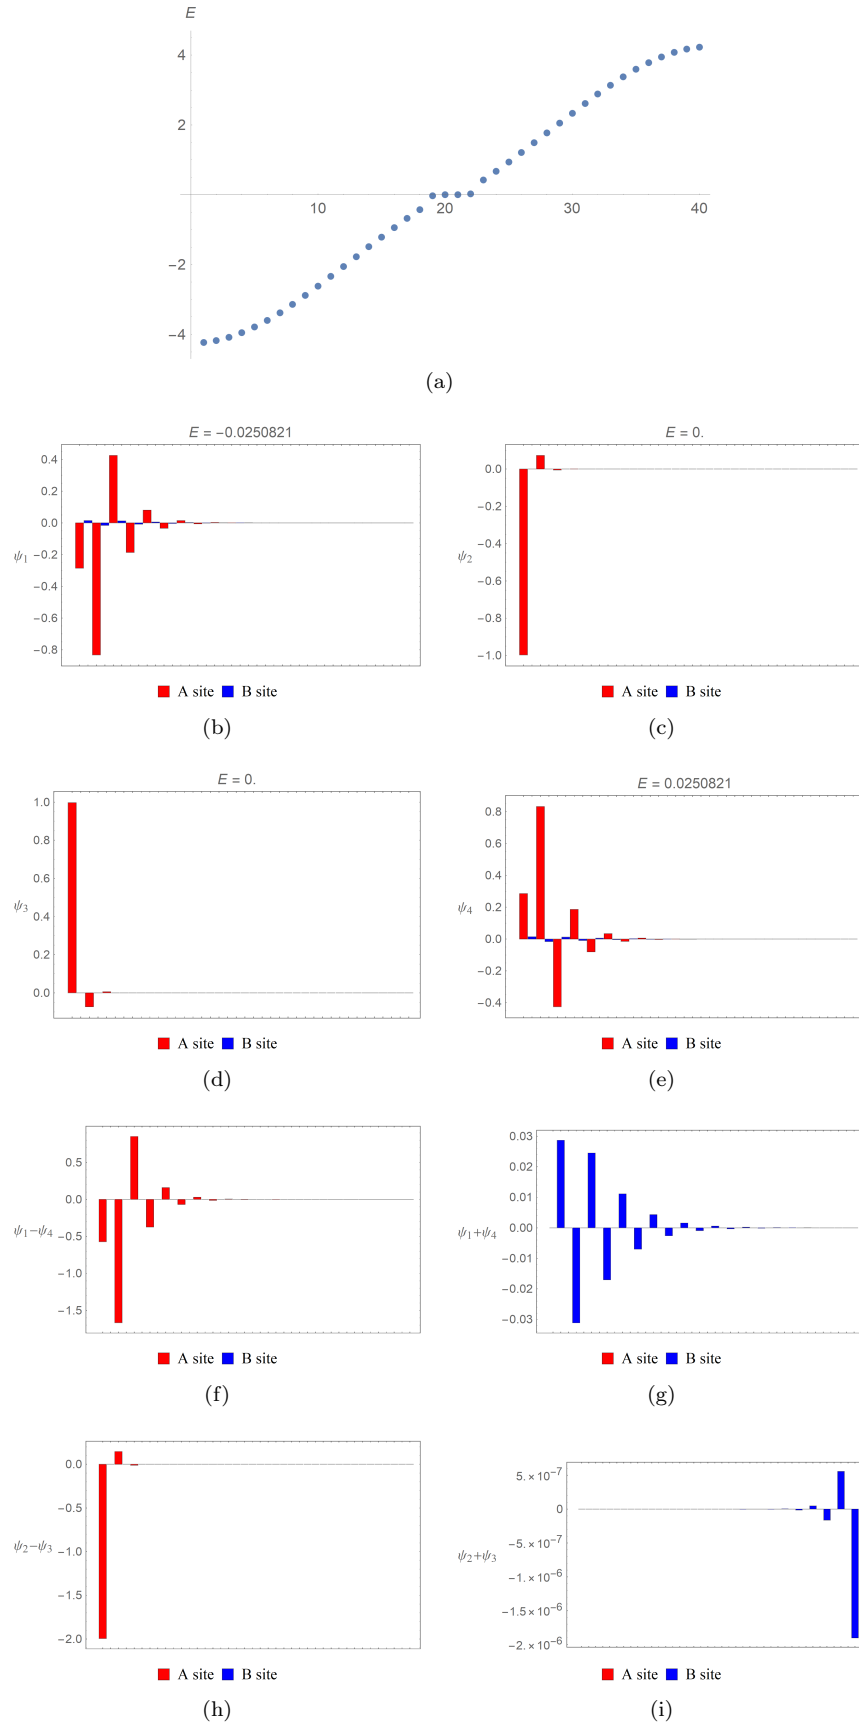 E
4
2
10 20 30 40
−2
−4
(a)
E = −0.0250821
0.4
0.2
0.0
−0.2
−0.4
−0.6
−0.8
ψ1
A site B site
(b)
E = 0.
0.0
−0.2
−0.4
−0.6
−0.8
−1.0
ψ2
A site B site
(c)
E = 0.
1.0
0.8
0.6
0.4
0.2
0.0
ψ3
A site B site
(d)
E = 0.0250821
0.8
0.6
0.4
0.2
0.0
−0.2
−0.4
ψ4
A site B site
(e)
0.5
0.0
−0.5
−1.0
−1.5
ψ1−ψ4
A site B site
(f)
0.03
0.02
0.01
0.00
−0.01
−0.02
−0.03
ψ1+ψ4
A site B site
(g)
0.0
−0.5
−1.0
−1.5
−2.0
ψ2−ψ3
A site B site
(h)
5.×10−7
0
−5.×10−7
−1.×10−6
−1.5×10−6
−2.×10−6
ψ2+ψ3
A site B site
(i)